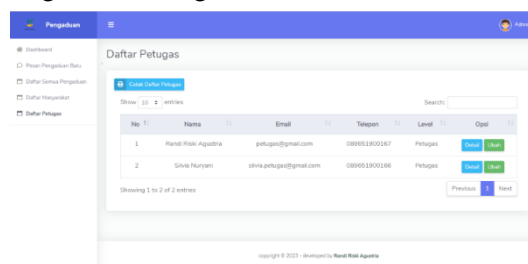 Pengaduan
Admin
Dashboard
Pesan Pengaduan Baru
Daftar Semua Pengaduan
Daftar Masyarakat
Daftar Petugas
Daftar Petugas
Cetak Daftar Petugas
Show 10 entries
Search:
No Nama Email Telepon Level Opsi
1 Randi Riski Agustria petugas@gmail.com 089651900167 Petugas Detail Ubah
2 Silvia Nuryani silvia.petugas@gmail.com 089651900166 Petugas Detail Ubah
Showing 1 to 2 of 2 entries
Previous 1 Next
copyright © 2023 - developed by Randi Riski Agustria